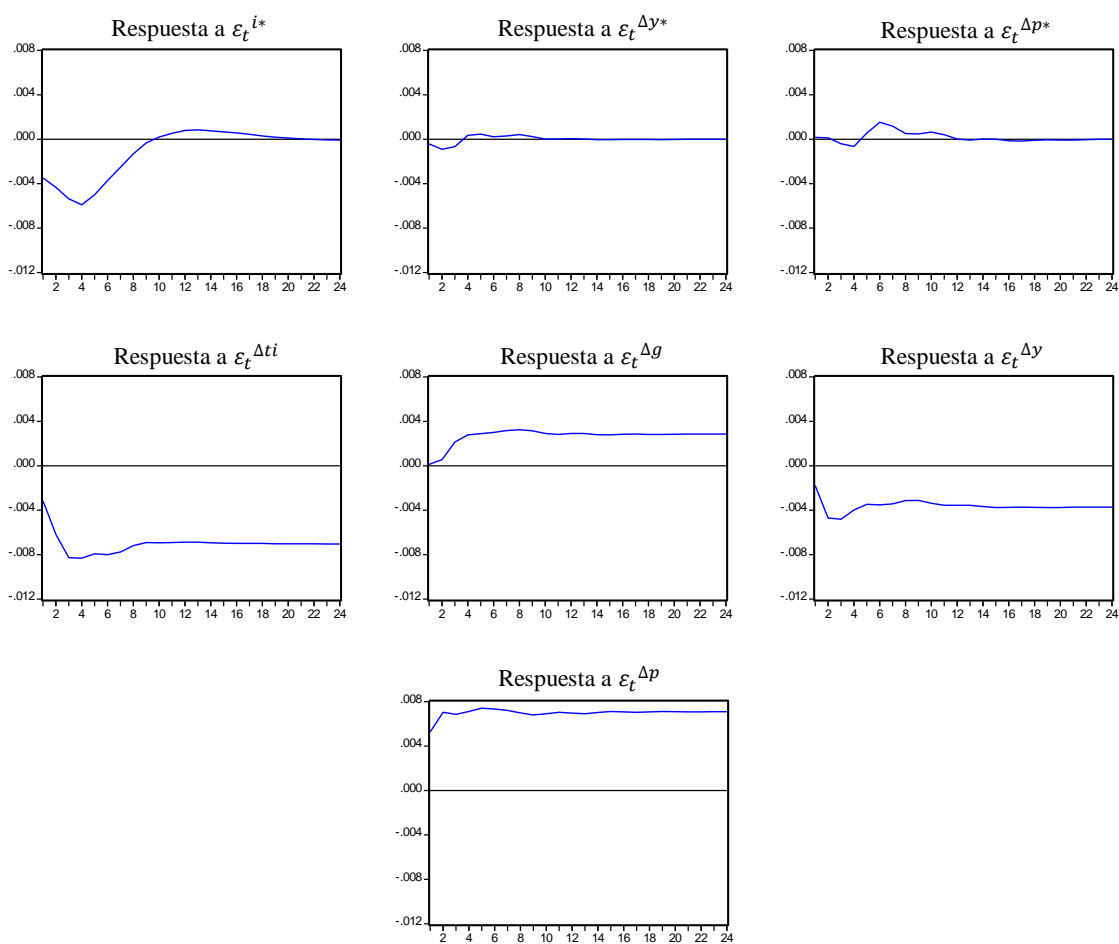 Respuesta a εₜ^{i*} Respuesta a εₜ^{Δy*} Respuesta a εₜ^{Δp*}
.008 .008 .008
.004 .004 .004
.000 .000 .000
-.004 -.004 -.004
-.008 -.008 -.008
-.012 -.012 -.012
2 4 6 8 10 12 14 16 18 20 22 24 2 4 6 8 10 12 14 16 18 20 22 24 2 4 6 8 10 12 14 16 18 20 22 24
Respuesta a εₜ^{Δti} Respuesta a εₜ^{Δg} Respuesta a εₜ^{Δy}
.008 .008 .008
.004 .004 .004
.000 .000 .000
-.004 -.004 -.004
-.008 -.008 -.008
-.012 -.012 -.012
2 4 6 8 10 12 14 16 18 20 22 24 2 4 6 8 10 12 14 16 18 20 22 24 2 4 6 8 10 12 14 16 18 20 22 24
Respuesta a εₜ^{Δp}
.008
.004
.000
-.004
-.008
-.012
2 4 6 8 10 12 14 16 18 20 22 24